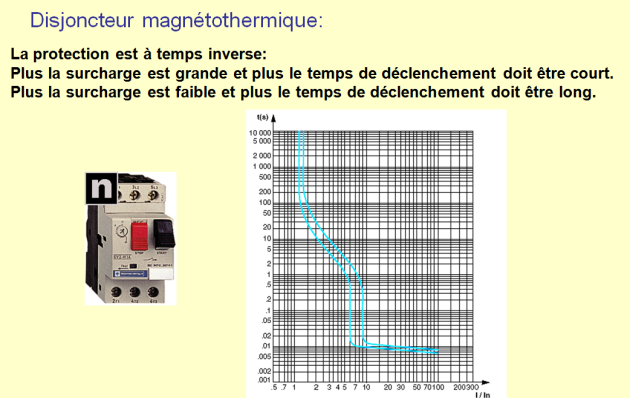 Disjoncteur magnétothermique:
La protection est à temps inverse:
Plus la surcharge est grande et plus le temps de déclenchement doit être court.
Plus la surcharge est faible et plus le temps de déclenchement doit être long.
n
t(s)
10 000
5 000
2 000
1 000
500
200
100
50
20
10
5
2
1
.5
.2
.1
.05
.02
.01
.005
.002
.001
.5 .7 1 2 3 4 5 7 10 20 30 50 70 100 200 300
I / In